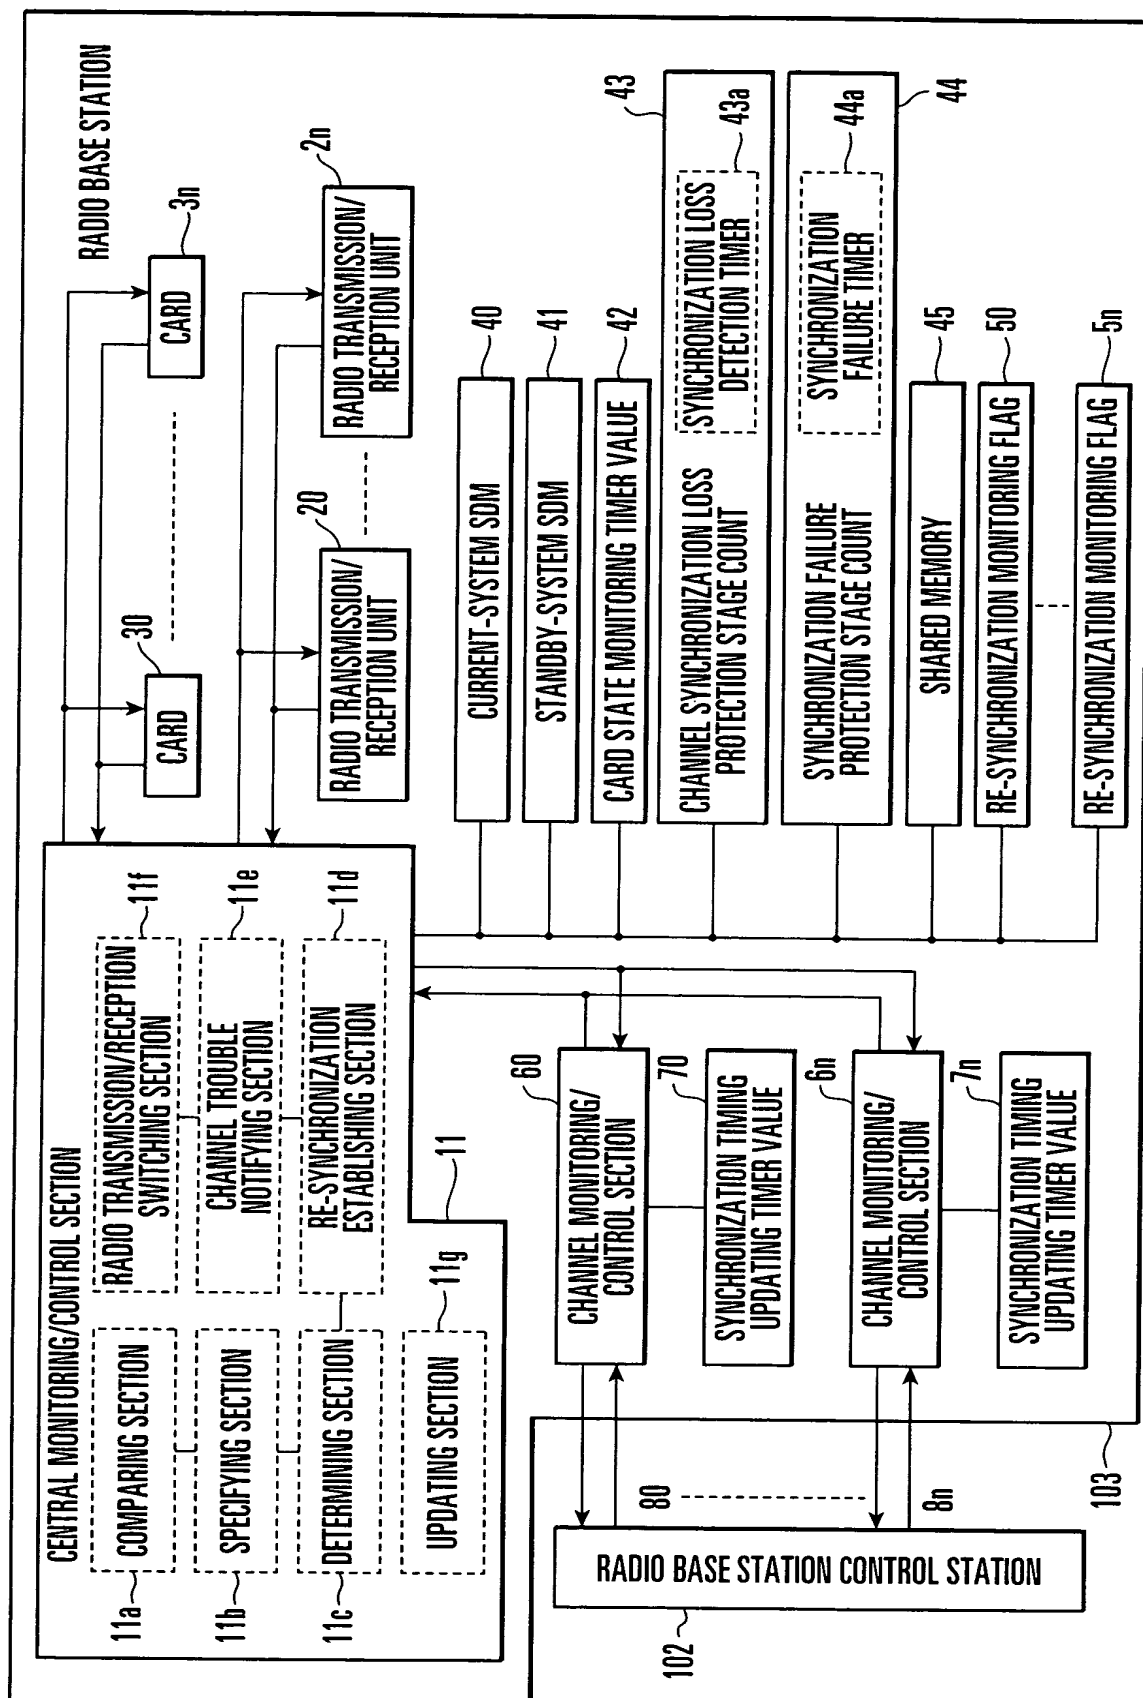 RADIO BASE STATION
CENTRAL MONITORING/CONTROL SECTION
11a
COMPARING SECTION
11b
SPECIFYING SECTION
11c
DETERMINING SECTION
UPDATING SECTION
11g
11
RADIO TRANSMISSION/RECEPTION
SWITCHING SECTION
11f
CHANNEL TROUBLE
NOTIFYING SECTION
11e
RE-SYNCHRONIZATION
ESTABLISHING SECTION
11d
30
CARD
3n
CARD
20
RADIO TRANSMISSION/
RECEPTION UNIT
2n
RADIO TRANSMISSION/
RECEPTION UNIT
CURRENT-SYSTEM SDM
40
STANDBY-SYSTEM SDM
41
CARD STATE MONITORING TIMER VALUE
42
CHANNEL SYNCHRONIZATION LOSS
PROTECTION STAGE COUNT
SYNCHRONIZATION LOSS
DETECTION TIMER
43a
43
SYNCHRONIZATION FAILURE
PROTECTION STAGE COUNT
SYNCHRONIZATION
FAILURE TIMER
44a
44
SHARED MEMORY
45
RE-SYNCHRONIZATION MONITORING FLAG
50
RE-SYNCHRONIZATION MONITORING FLAG
5n
CHANNEL MONITORING/
CONTROL SECTION
60
SYNCHRONIZATION TIMING
UPDATING TIMER VALUE
70
CHANNEL MONITORING/
CONTROL SECTION
6n
SYNCHRONIZATION TIMING
UPDATING TIMER VALUE
7n
80
8n
RADIO BASE STATION CONTROL STATION
102
103